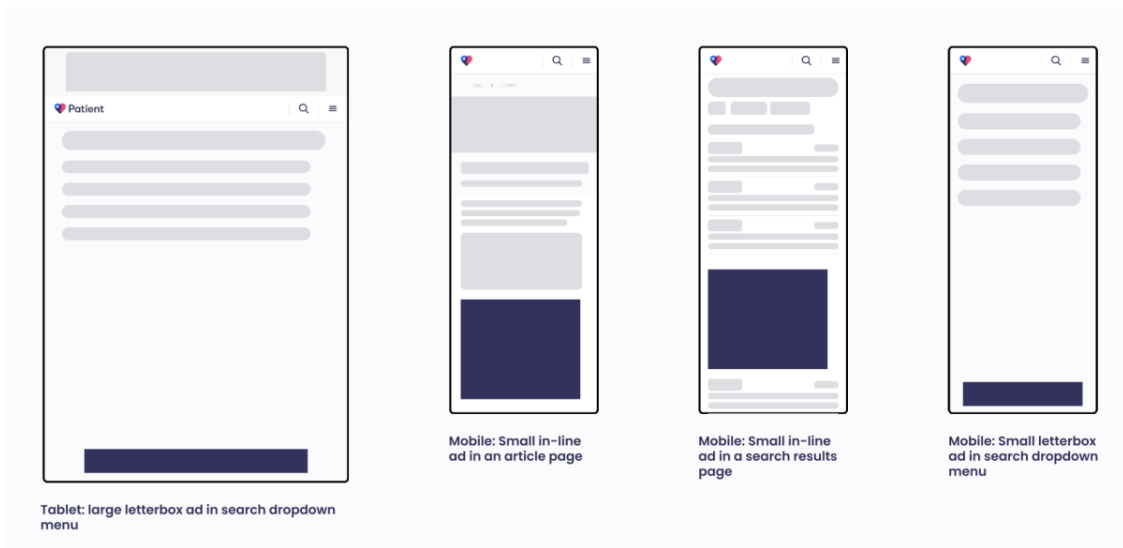 Patient
Tablet: large letterbox ad in search dropdown
menu
Mobile: Small in-line
ad in an article page
Mobile: Small in-line
ad in a search results
page
Mobile: Small letterbox
ad in search dropdown
menu